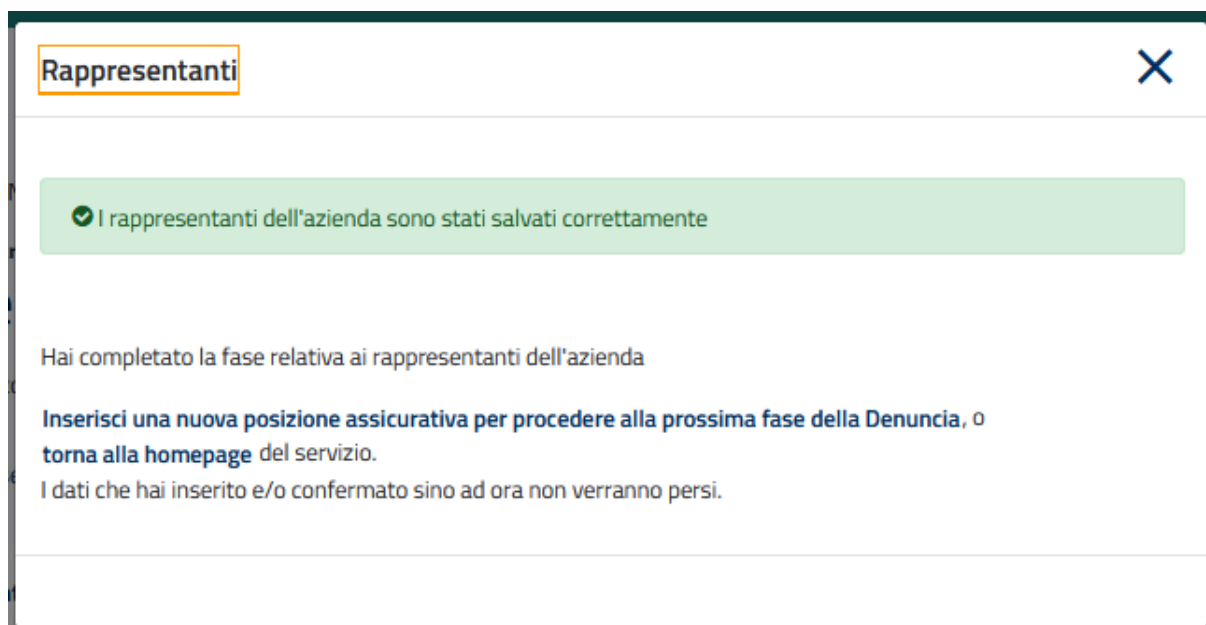 Rappresentanti
I rappresentanti dell'azienda sono stati salvati correttamente
Hai completato la fase relativa ai rappresentanti dell'azienda
Inserisci una nuova posizione assicurativa per procedere alla prossima fase della Denuncia, o
torna alla homepage del servizio.
I dati che hai inserito e/o confermato sino ad ora non verranno persi.